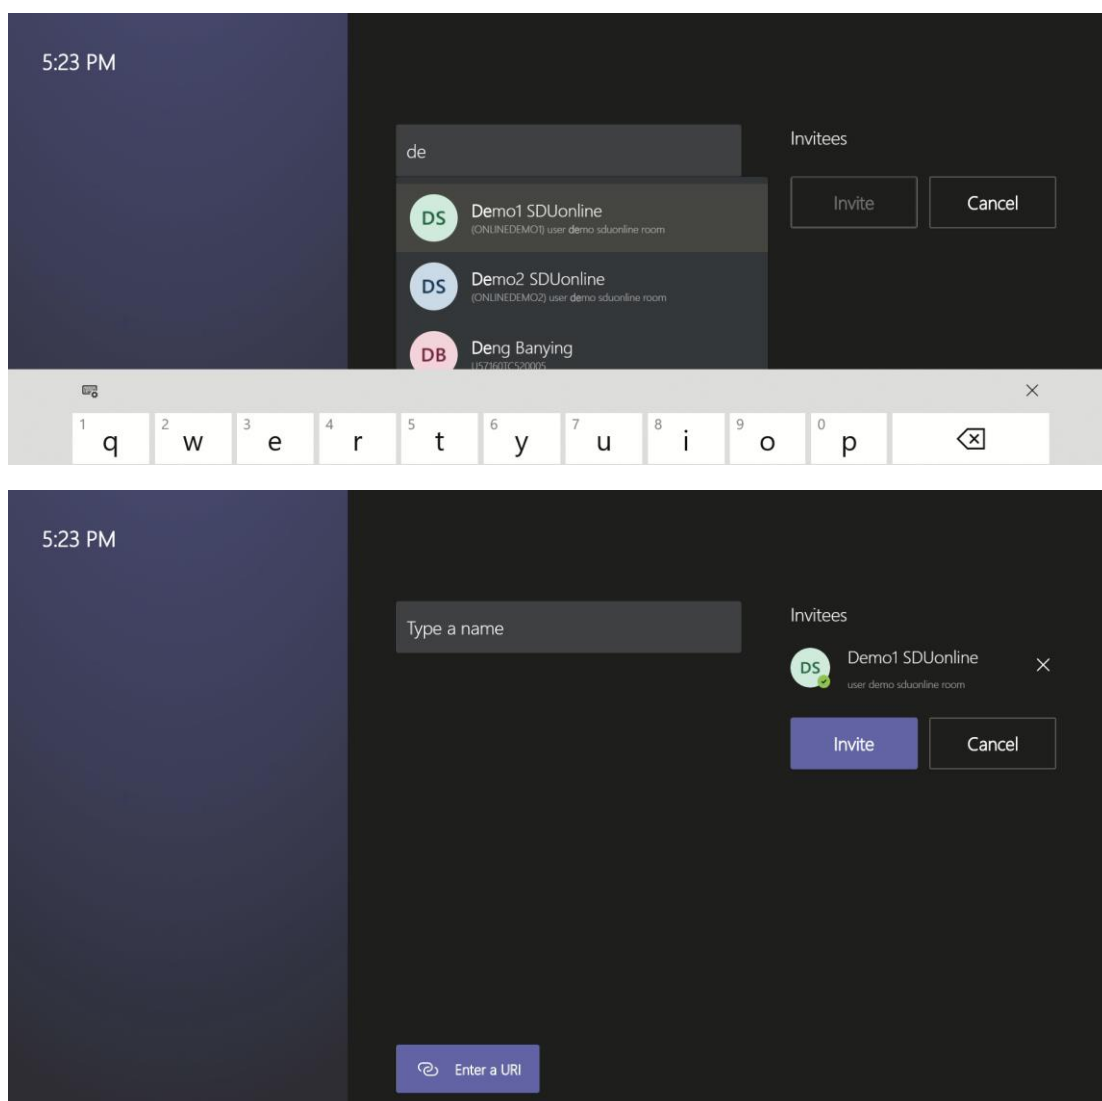 5:23 PM
de
Invitees
Invite
Cancel
DS
Demo1 SDUonline
(ONLINEDEMO1) user demo sduonline room
DS
Demo2 SDUonline
(ONLINEDEMO2) user demo sduonline room
DB
Deng Banying
1 2 3 4 5 6 7 8 9 0
q w e r t y u i o p
5:23 PM
Type a name
Invitees
DS
Demo1 SDUonline
user demo sduonline room
Invite
Cancel
Enter a URI